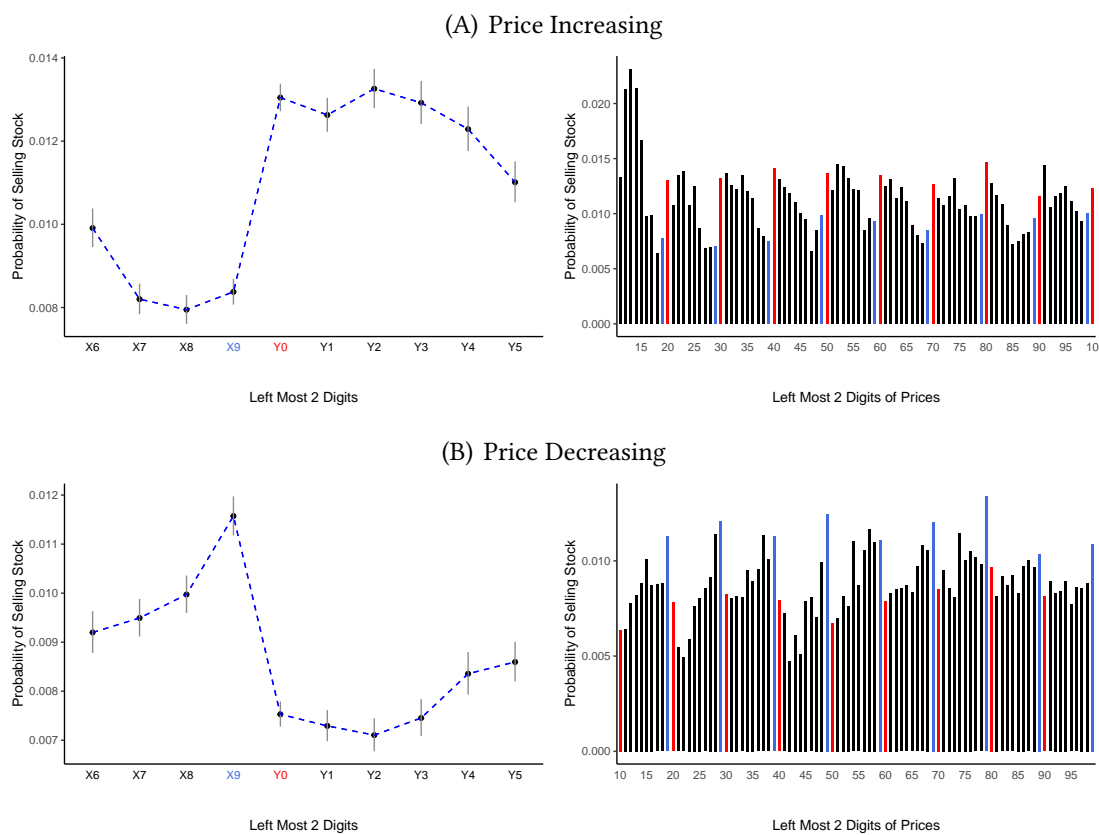 (A) Price Increasing
Probability of Selling Stock
0.014
0.012
0.010
0.008
X6 X7 X8 X9 Y0 Y1 Y2 Y3 Y4 Y5
Left Most 2 Digits
Probability of Selling Stock
0.020
0.015
0.010
0.005
0.000
15 20 25 30 35 40 45 50 55 60 65 70 75 80 85 90 95 10
Left Most 2 Digits of Prices
(B) Price Decreasing
Probability of Selling Stock
0.012
0.011
0.010
0.009
0.008
0.007
X6 X7 X8 X9 Y0 Y1 Y2 Y3 Y4 Y5
Left Most 2 Digits
Probability of Selling Stock
0.010
0.005
0.000
10 15 20 25 30 35 40 45 50 55 60 65 70 75 80 85 90 95
Left Most 2 Digits of Prices